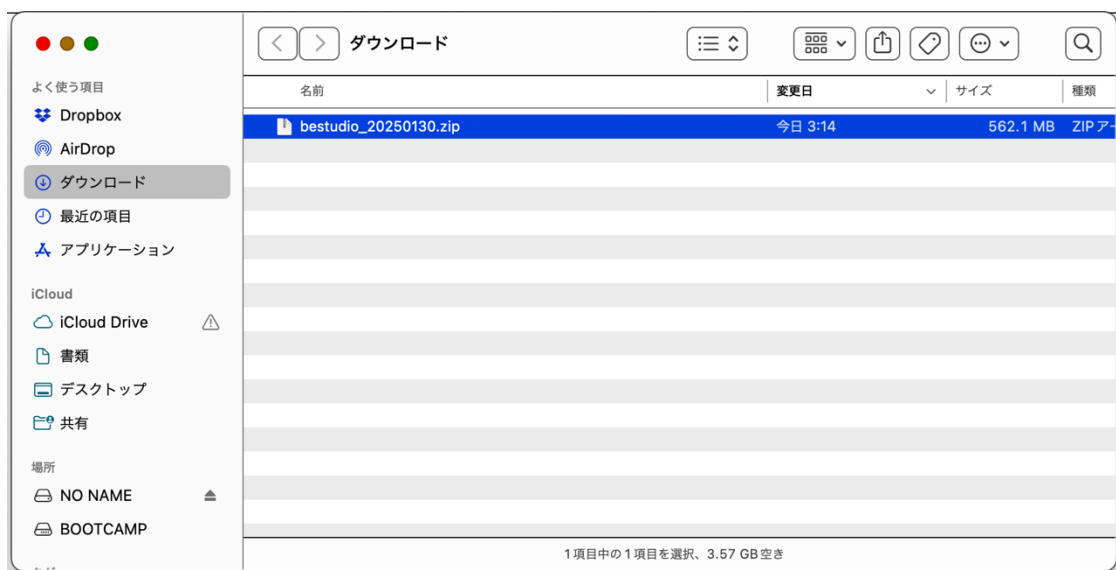 ダウンロード
よく使う項目
Dropbox
AirDrop
ダウンロード
最近の項目
アプリケーション
iCloud
iCloud Drive
書類
デスクトップ
共有
場所
NO NAME
BOOTCAMP
名前 変更日 サイズ 種類
bestudio_20250130.zip 今日 3:14 562.1 MB ZIP ア
1項目中の1項目を選択、3.57 GB空き